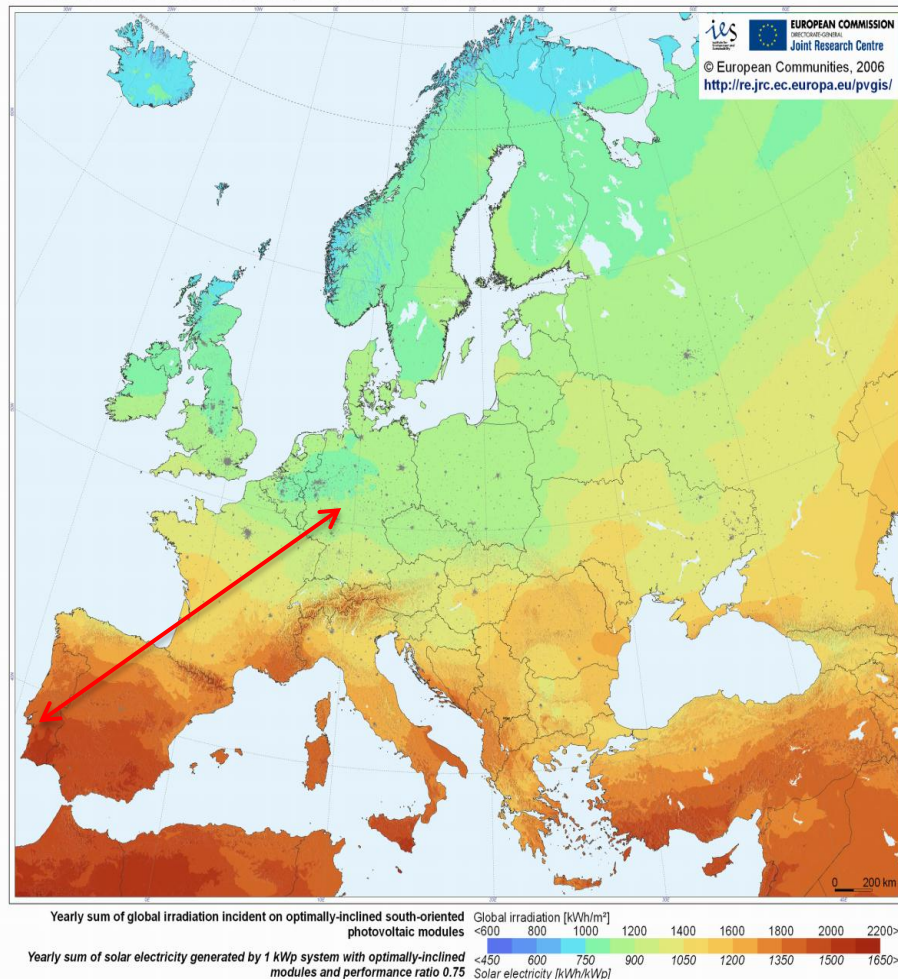 ies
EUROPEAN COMMISSION
DIRECTORATE-GENERAL
Joint Research Centre
© European Communities, 2006
http://re.jrc.ec.europa.eu/pvgis/
0 200 km
Yearly sum of global irradiation incident on optimally-inclined south-oriented
photovoltaic modules
Yearly sum of solar electricity generated by 1 kWp system with optimally-inclined
modules and performance ratio 0.75
Global irradiation [kWh/m²]
<600 800 1000 1200 1400 1600 1800 2000 2200>
<450 600 750 900 1050 1200 1350 1500 1650>
Solar electricity [kWh/kWp]